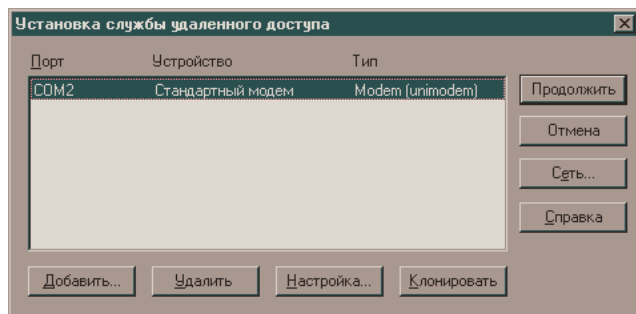 Установка службы удаленного доступа
Порт Устройство Тип
COM2 Стандартный модем Modem (unimodem)
Продолжить
Отмена
Сеть...
Справка
Добавить... Удалить Настройка... Клонировать